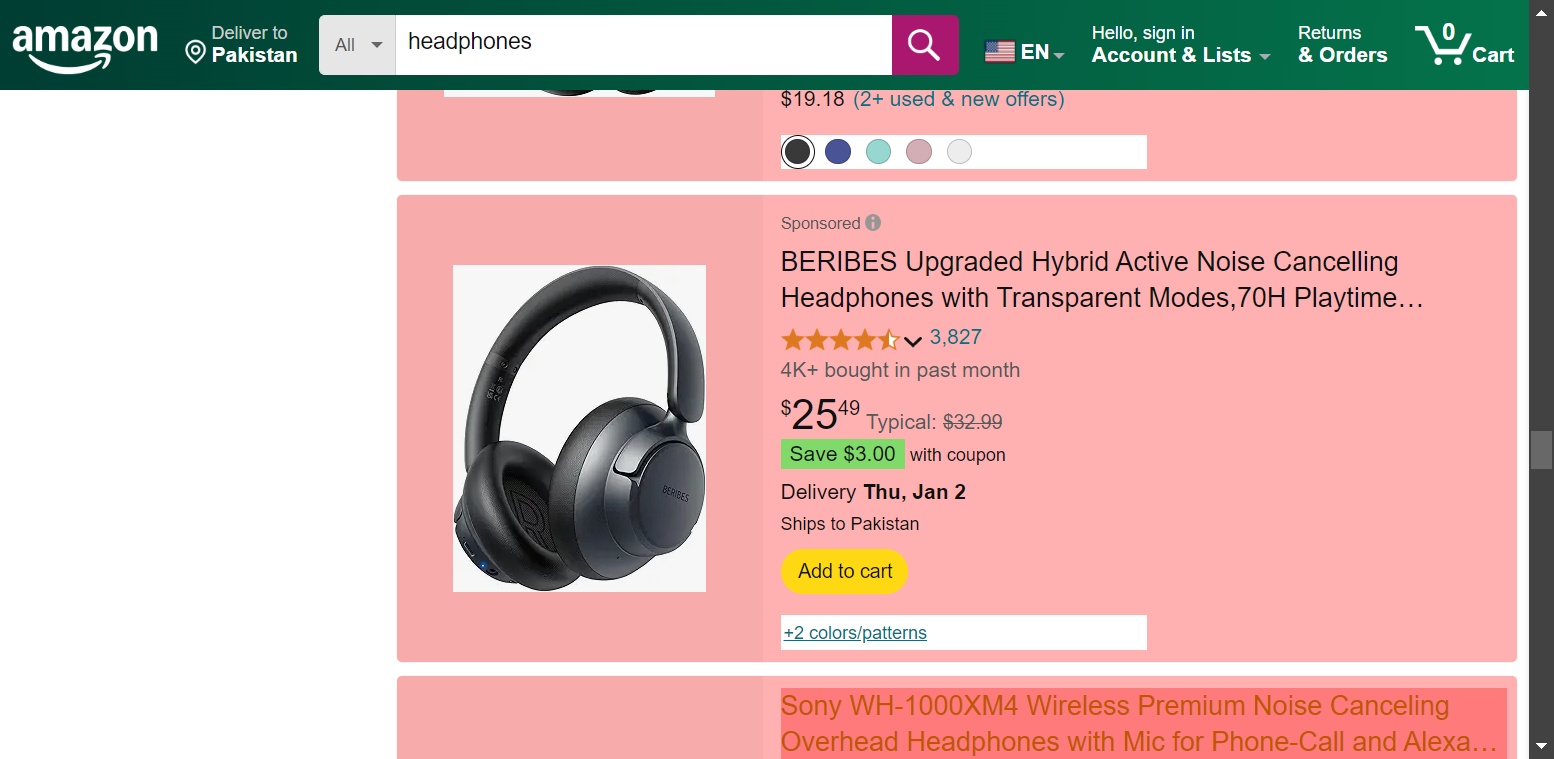 amazon
Deliver to
Pakistan
All
headphones
EN
Hello, sign in
Account & Lists
Returns
& Orders
0
Cart
$19.18 (2+ used & new offers)
Sponsored
BERIBES Upgraded Hybrid Active Noise Cancelling
Headphones with Transparent Modes,70H Playtime…
3,827
4K+ bought in past month
$25 49 Typical: $32.99
Save $3.00 with coupon
Delivery Thu, Jan 2
Ships to Pakistan
Add to cart
+2 colors/patterns
BERIBES
Sony WH-1000XM4 Wireless Premium Noise Canceling
Overhead Headphones with Mic for Phone-Call and Alexa…